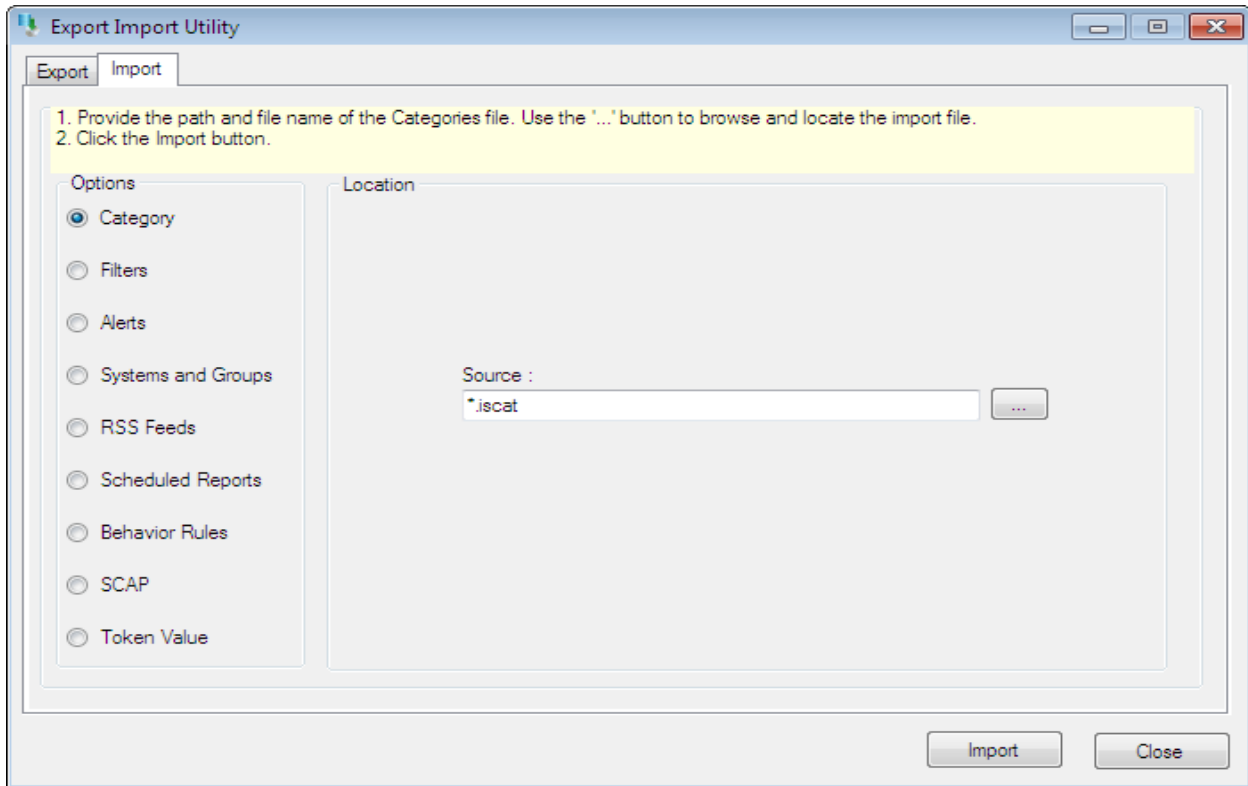 Export Import Utility
Export
Import
1. Provide the path and file name of the Categories file. Use the '...' button to browse and locate the import file.
2. Click the Import button.
Options
Category
Filters
Alerts
Systems and Groups
RSS Feeds
Scheduled Reports
Behavior Rules
SCAP
Token Value
Location
Source :
*.iscat
...
Import
Close